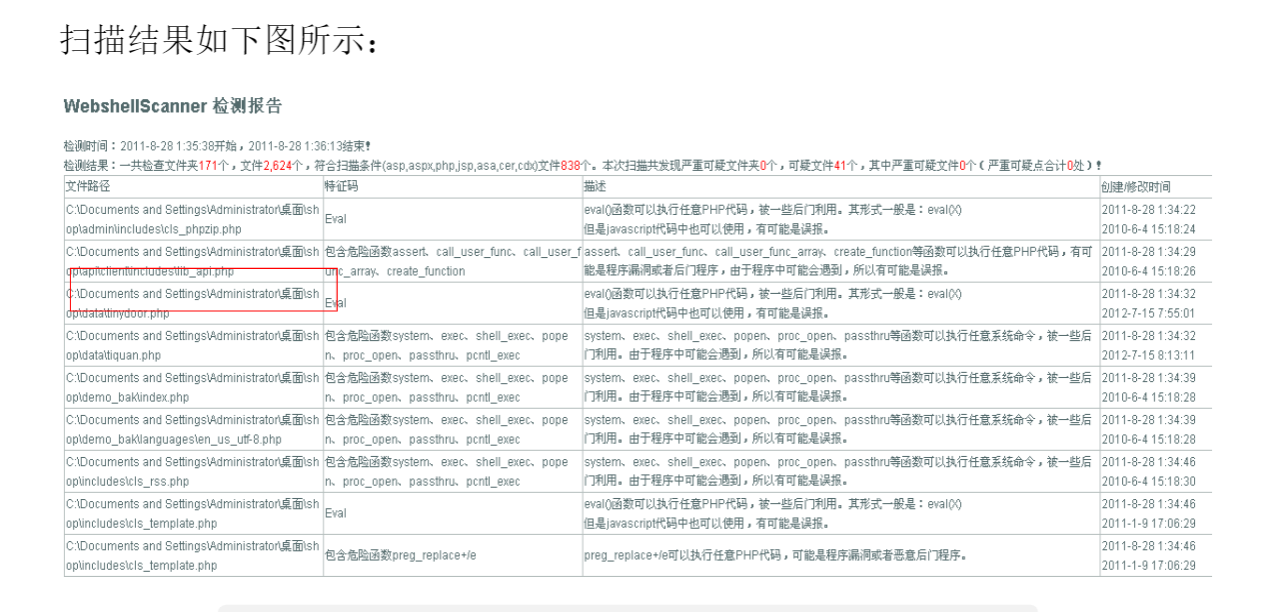 扫描结果如下图所示：
WebshellScanner 检测报告
检测时间：2011-8-28 1:35:38开始，2011-8-28 1:36:13结束！
检测结果：一共检查文件夹171个，文件2,624个，符合扫描条件(asp,aspx,php,jsp,asa,cer,cdx)文件838个。本次扫描共发现严重可疑文件夹0个，可疑文件41个，其中严重可疑文件0个（严重可疑点合计0处）！
文件路径 特征码 描述 创建/修改时间
C:\Documents and Settings\Administrator\桌面\sh
op\admin\includes\cls_phpzip.php
Eval
eval()函数可以执行任意PHP代码，被一些后门利用。其形式一般是：eval(X)
但是javascript代码中也可以使用，有可能是误报。
2011-8-28 1:34:22
2010-6-4 15:18:24
C:\Documents and Settings\Administrator\桌面\sh
op\api\client\includes\lib_api.php
包含危险函数assert、call_user_func、call_user_f
unc_array、create_function
assert、call_user_func、call_user_func_array、create_function等函数可以执行任意PHP代码，有可
能是程序漏洞或者后门程序，由于程序中可能会遇到，所以有可能是误报。
2011-8-28 1:34:29
2010-6-4 15:18:26
C:\Documents and Settings\Administrator\桌面\sh
op\data\tinydoor.php
Eval
eval()函数可以执行任意PHP代码，被一些后门利用。其形式一般是：eval(X)
但是javascript代码中也可以使用，有可能是误报。
2011-8-28 1:34:32
2012-7-15 7:55:01
C:\Documents and Settings\Administrator\桌面\sh
op\data\tiquan.php
包含危险函数system、exec、shell_exec、pope
n、proc_open、passthru、pcntl_exec
system、exec、shell_exec、popen、proc_open、passthru等函数可以执行任意系统命令，被一些后
门利用。由于程序中可能会遇到，所以有可能是误报。
2011-8-28 1:34:32
2012-7-15 8:13:11
C:\Documents and Settings\Administrator\桌面\sh
op\demo_bak\index.php
包含危险函数system、exec、shell_exec、pope
n、proc_open、passthru、pcntl_exec
system、exec、shell_exec、popen、proc_open、passthru等函数可以执行任意系统命令，被一些后
门利用。由于程序中可能会遇到，所以有可能是误报。
2011-8-28 1:34:39
2010-6-4 15:18:28
C:\Documents and Settings\Administrator\桌面\sh
op\demo_bak\languages\en_us_utf-8.php
包含危险函数system、exec、shell_exec、pope
n、proc_open、passthru、pcntl_exec
system、exec、shell_exec、popen、proc_open、passthru等函数可以执行任意系统命令，被一些后
门利用。由于程序中可能会遇到，所以有可能是误报。
2011-8-28 1:34:39
2010-6-4 15:18:28
C:\Documents and Settings\Administrator\桌面\sh
op\includes\cls_rss.php
包含危险函数system、exec、shell_exec、pope
n、proc_open、passthru、pcntl_exec
system、exec、shell_exec、popen、proc_open、passthru等函数可以执行任意系统命令，被一些后
门利用。由于程序中可能会遇到，所以有可能是误报。
2011-8-28 1:34:46
2010-6-4 15:18:30
C:\Documents and Settings\Administrator\桌面\sh
op\includes\cls_template.php
Eval
eval()函数可以执行任意PHP代码，被一些后门利用。其形式一般是：eval(X)
但是javascript代码中也可以使用，有可能是误报。
2011-8-28 1:34:46
2011-1-9 17:06:29
C:\Documents and Settings\Administrator\桌面\sh
op\includes\cls_template.php
包含危险函数preg_replace+/e
preg_replace+/e可以执行任意PHP代码，可能是程序漏洞或者恶意后门程序。
2011-8-28 1:34:46
2011-1-9 17:06:29